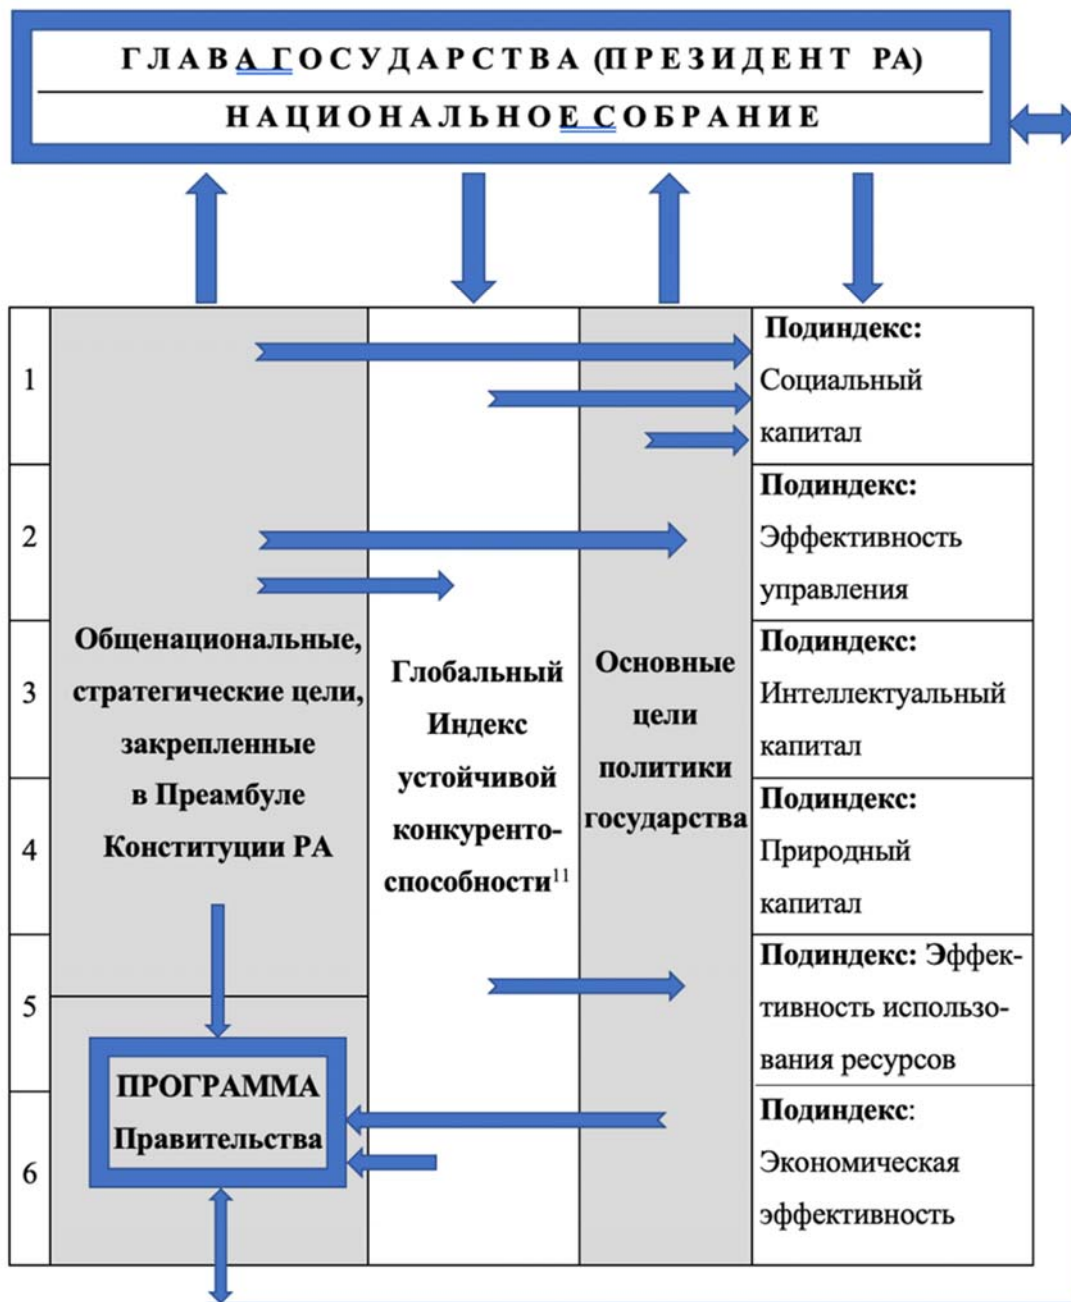 ГЛАВА ГОСУДАРСТВА (ПРЕЗИДЕНТ РА)
НАЦИОНАЛЬНОЕ СОБРАНИЕ
1
2
3
4
5
6
Общенациональные,
стратегические цели,
закрепленные
в Преамбуле
Конституции РА
ПРОГРАММА
Правительства
Глобальный
Индекс
устойчивой
конкуренто-
способности¹¹
Основные
цели
политики
государства
Подиндекс:
Социальный
капитал
Подиндекс:
Эффективность
управления
Подиндекс:
Интеллектуальный
капитал
Подиндекс:
Природный
капитал
Подиндекс: Эффек-
тивность использо-
вания ресурсов
Подиндекс:
Экономическая
эффективность